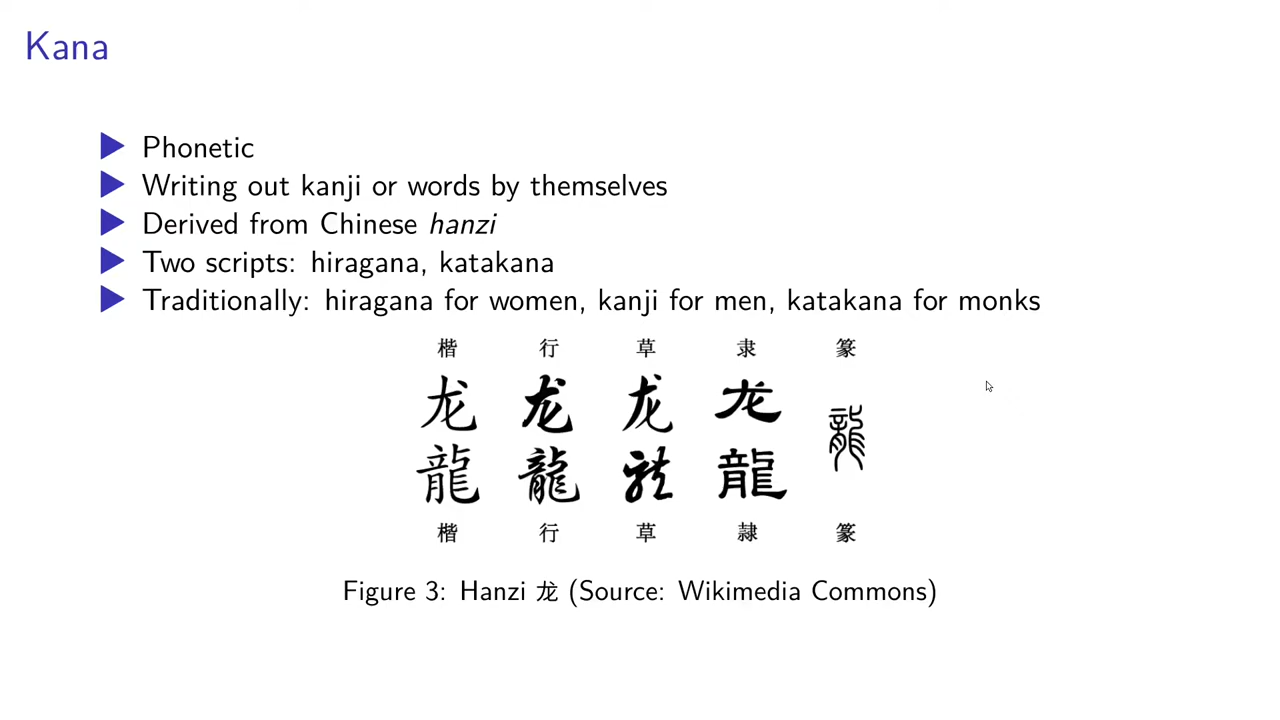 Kana
Phonetic
Writing out kanji or words by themselves
Derived from Chinese hanzi
Two scripts: hiragana, katakana
Traditionally: hiragana for women, kanji for men, katakana for monks
楷 行 草 隶 篆
龙 龙 龙 龙 龍
龍 龍 龍 龍
楷 行 草 隸 篆
Figure 3: Hanzi 龙 (Source: Wikimedia Commons)